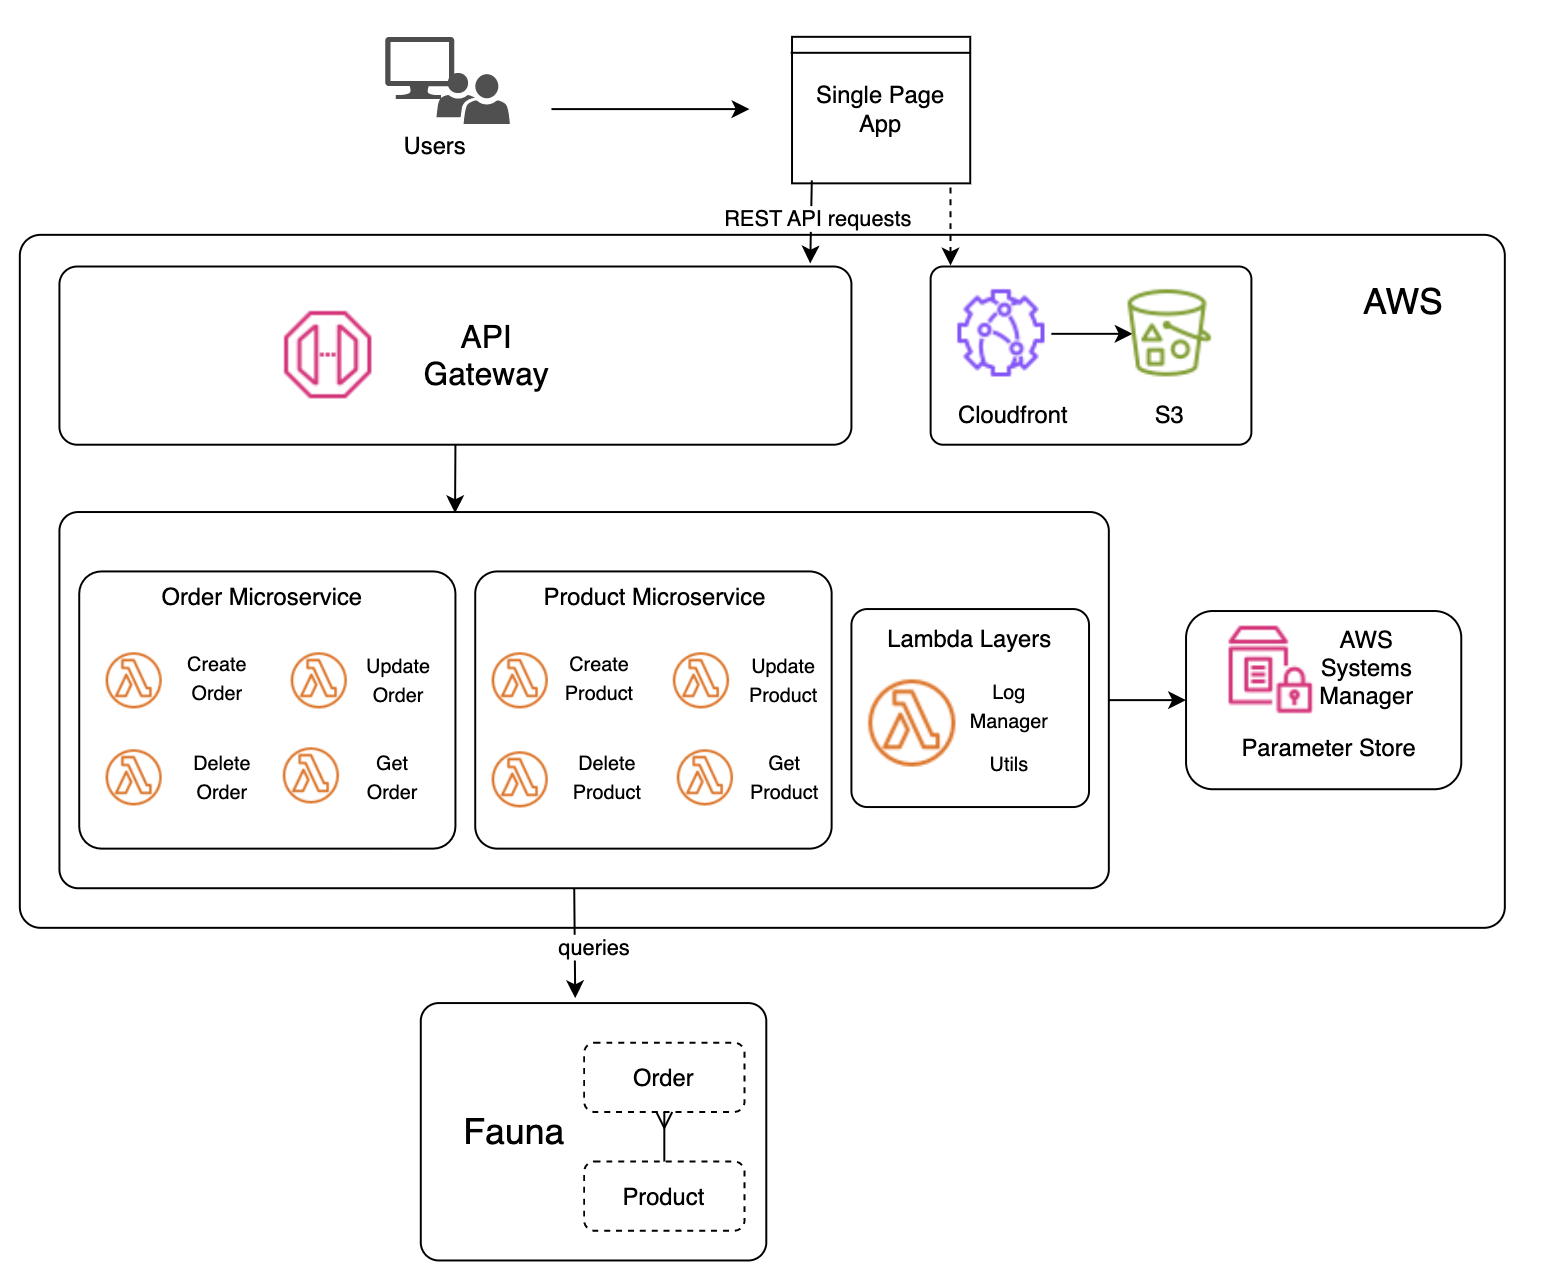 Users
Single Page
App
REST API requests
AWS
API
Gateway
Cloudfront
S3
Order Microservice
Create
Order
Update
Order
Delete
Order
Get
Order
Product Microservice
Create
Product
Update
Product
Delete
Product
Get
Product
Lambda Layers
Log
Manager
Utils
AWS
Systems
Manager
Parameter Store
queries
Fauna
Order
Product